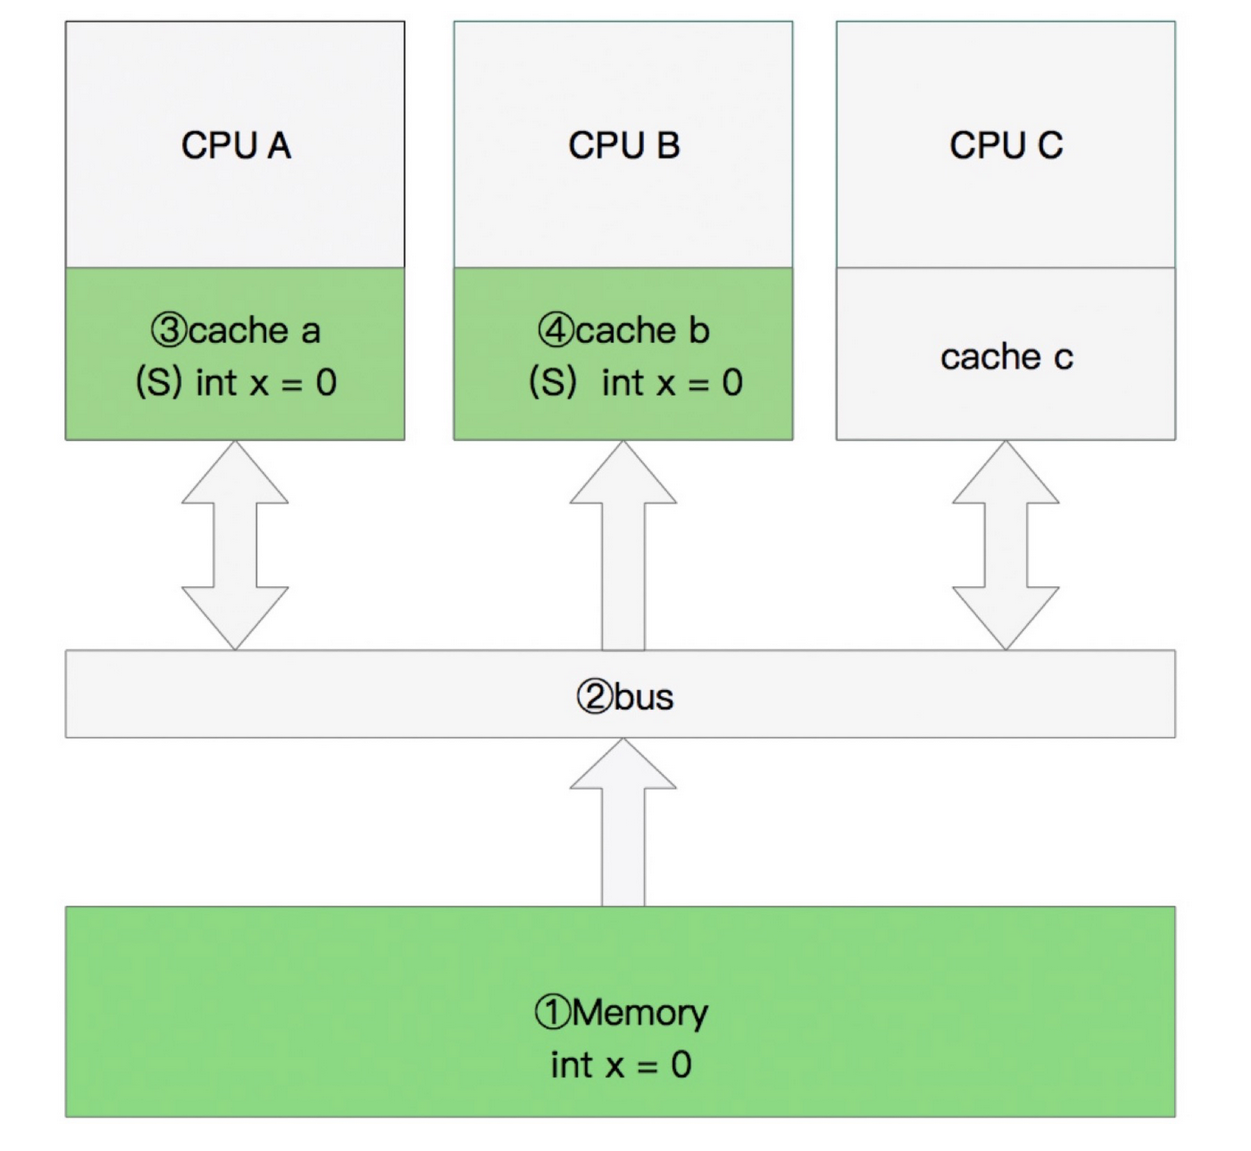 CPU A
CPU B
CPU C
③cache a
(S) int x = 0
④cache b
(S) int x = 0
cache c
②bus
①Memory
int x = 0